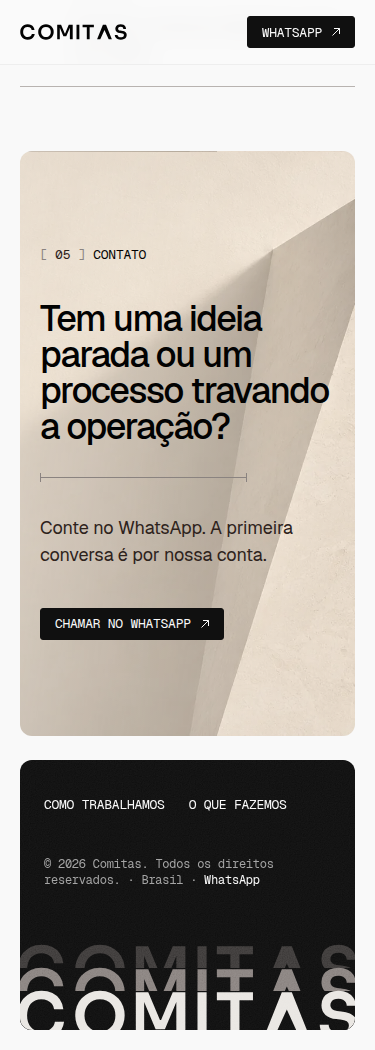 COMITAS
WHATSAPP
[ 05 ] CONTATO
Tem uma ideia
parada ou um
processo travando
a operação?
Conte no WhatsApp. A primeira
conversa é por nossa conta.
CHAMAR NO WHATSAPP
COMO TRABALHAMOS O QUE FAZEMOS
© 2026 Comitas. Todos os direitos
reservados. · Brasil · WhatsApp
COMITAS
COMITAS
COMITAS